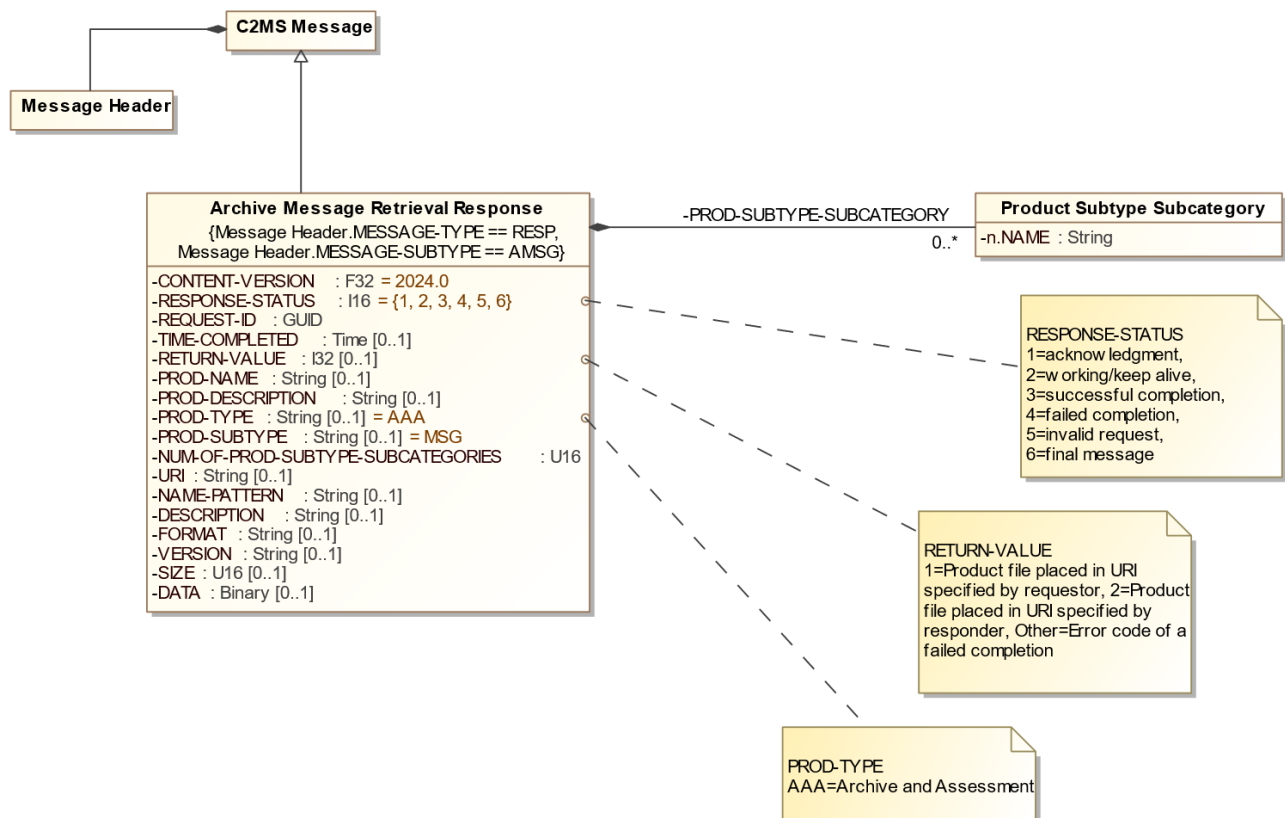 C2MS Message
Message Header
Archive Message Retrieval Response
{Message Header.MESSAGE-TYPE == RESP,
Message Header.MESSAGE-SUBTYPE == AMSG}
-CONTENT-VERSION : F32 = 2024.0
-RESPONSE-STATUS : I16 = {1, 2, 3, 4, 5, 6}
-REQUEST-ID : GUID
-TIME-COMPLETED : Time [0..1]
-RETURN-VALUE : I32 [0..1]
-PROD-NAME : String [0..1]
-PROD-DESCRIPTION : String [0..1]
-PROD-TYPE : String [0..1] = AAA
-PROD-SUBTYPE : String [0..1] = MSG
-NUM-OF-PROD-SUBTYPE-SUBCATEGORIES : U16
-URI : String [0..1]
-NAME-PATTERN : String [0..1]
-DESCRIPTION : String [0..1]
-FORMAT : String [0..1]
-VERSION : String [0..1]
-SIZE : U16 [0..1]
-DATA : Binary [0..1]
-PROD-SUBTYPE-SUBCATEGORY
0..*
Product Subtype Subcategory
-n.NAME : String
RESPONSE-STATUS
1=acknowledgment,
2=working/keep alive,
3=successful completion,
4=failed completion,
5=invalid request,
6=final message
RETURN-VALUE
1=Product file placed in URI
specified by requestor, 2=Product
file placed in URI specified by
responder, Other=Error code of a
failed completion
PROD-TYPE
AAA=Archive and Assessment